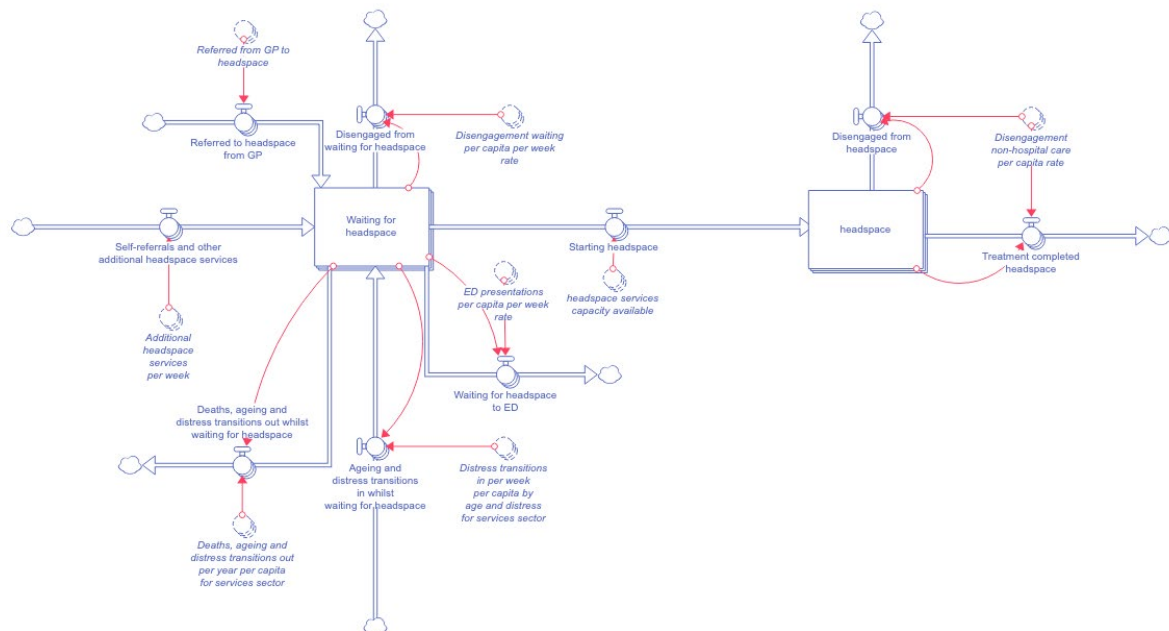 Referred from GP to
headspace
Referred to headspace
from GP
Disengaged from
waiting for headspace
Disengagement waiting
per capita per week
rate
Disengaged from
headspace
Disengagement
non-hospital care
per capita rate
Self-referrals and other
additional headspace services
Waiting for
headspace
Starting headspace
headspace
Treatment completed
headspace
Additional
headspace
services
per week
ED presentations
per capita per week
rate
headspace services
capacity available
Waiting for headspace
to ED
Deaths, ageing and
distress transitions out whilst
waiting for headspace
Ageing and
distress transitions
in whilst
waiting for headspace
Distress transitions
in per week
per capita by
age and distress
for services sector
Deaths, ageing and
distress transitions out
per year per capita
for services sector